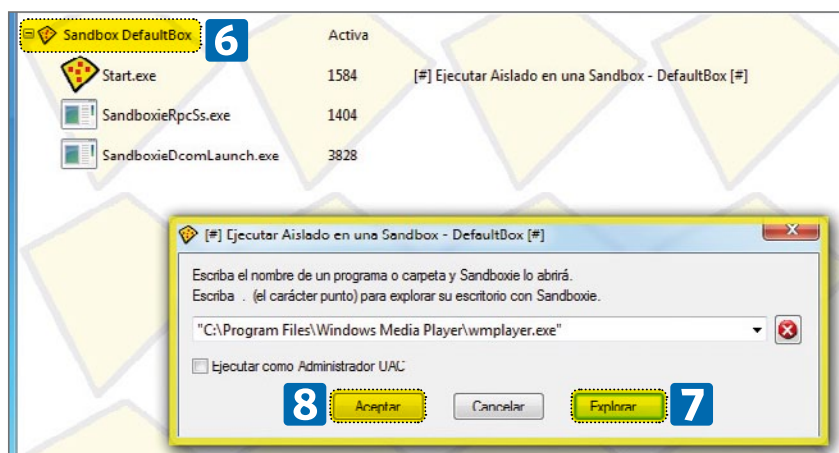 Sandbox DefaultBox 6 Activa
Start.exe 1584 [#] Ejecutar Aislado en una Sandbox - DefaultBox [#]
SandboxieRpcSs.exe 1404
SandboxieDcomLaunch.exe 3828
[#] Ejecutar Aislado en una Sandbox - DefaultBox [#]
Escriba el nombre de un programa o carpeta y Sandboxie lo abrirá.
Escriba . (el carácter punto) para explorar su escritorio con Sandboxie.
"C:\Program Files\Windows Media Player\wmplayer.exe"
Ejecutar como Administrador UAC
8 Aceptar Cancelar Explorar 7